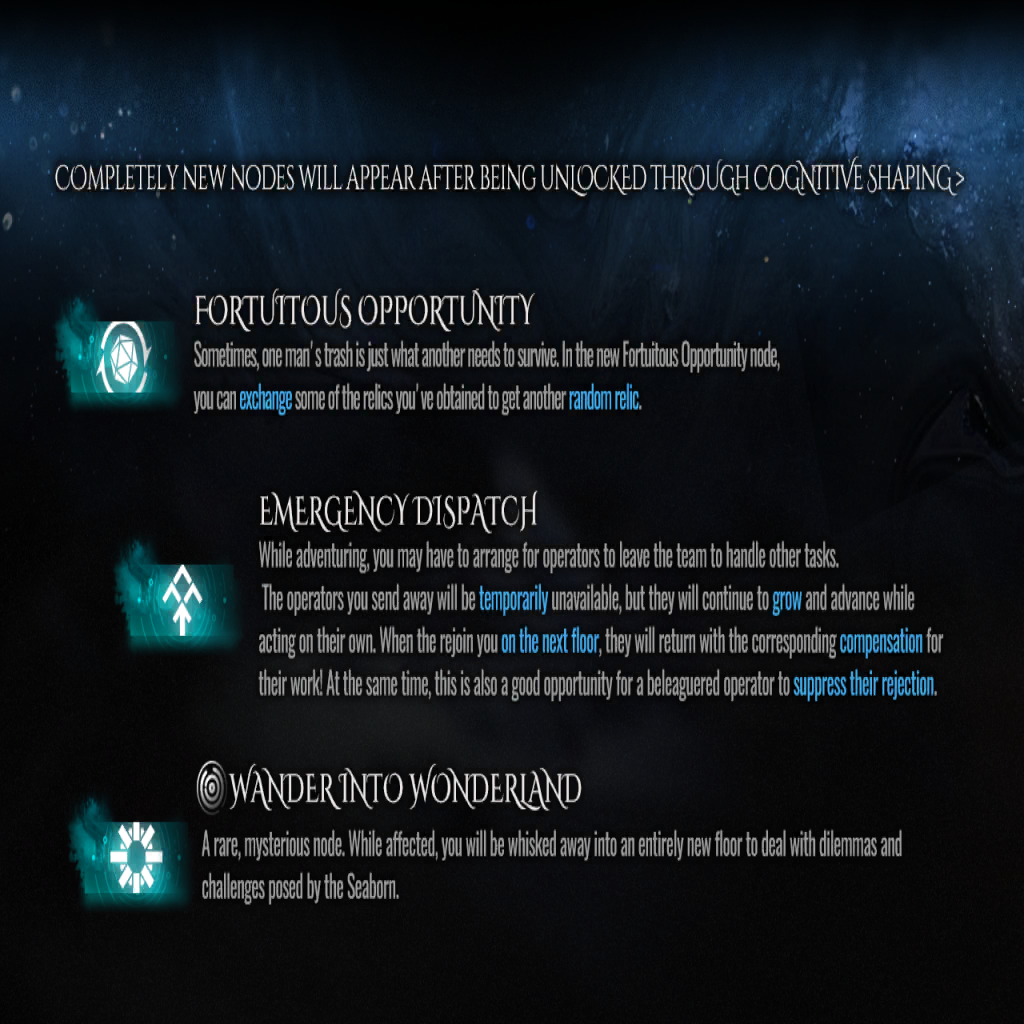 COMPLETELY NEW NODES WILL APPEAR AFTER BEING UNLOCKED THROUGH COGNITIVE SHAPING >
FORTUITOUS OPPORTUNITY
Sometimes, one man's trash is just what another needs to survive. In the new Fortuitous Opportunity node,
you can exchange some of the relics you've obtained to get another random relic.
EMERGENCY DISPATCH
While adventuring, you may have to arrange for operators to leave the team to handle other tasks.
The operators you send away will be temporarily unavailable, but they will continue to grow and advance while
acting on their own. When the rejoin you on the next floor, they will return with the corresponding compensation for
their work! At the same time, this is also a good opportunity for a beleaguered operator to suppress their rejection.
WANDER INTO WONDERLAND
A rare, mysterious node. While affected, you will be whisked away into an entirely new floor to deal with dilemmas and
challenges posed by the Seaborn.